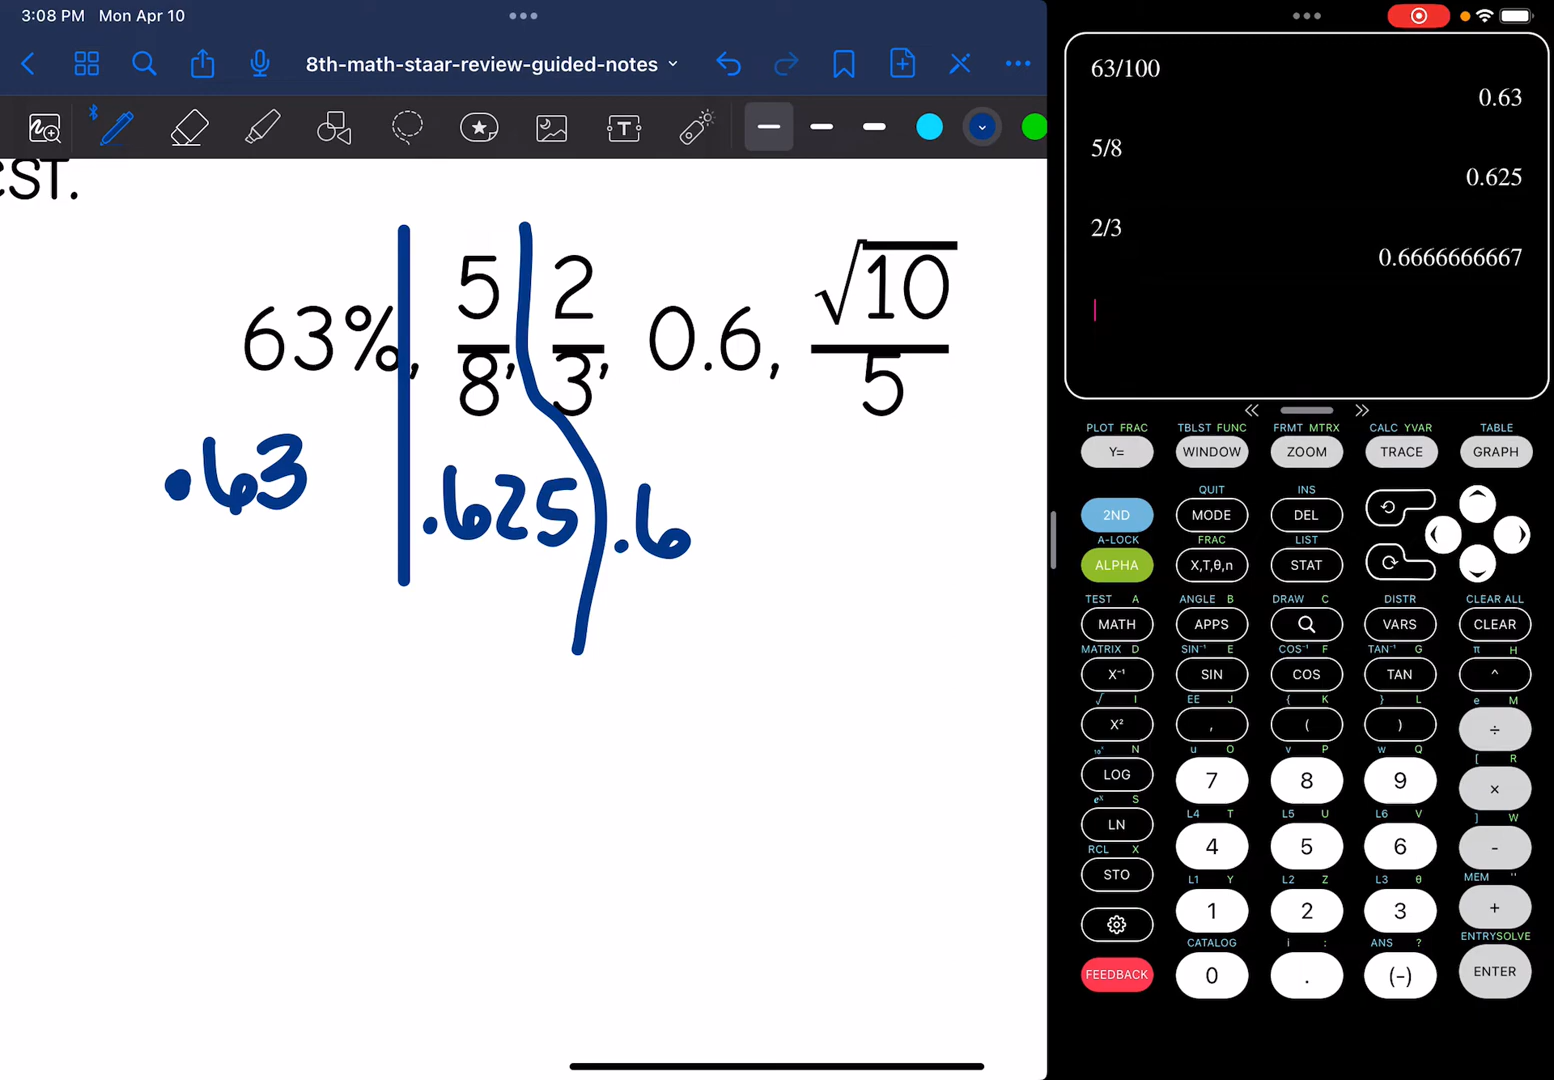 3:08 PM Mon Apr 10
8th-math-staar-review-guided-notes
T
EST.
63%, 5/8, 2/3, 0.6, √10/5
.63 .625 .6
63/100
0.63
5/8
0.625
2/3
0.6666666667
PLOT FRAC TBLST FUNC FRMT MTRX CALC YVAR TABLE
Y= WINDOW ZOOM TRACE GRAPH
QUIT INS
2ND MODE DEL
A-LOCK FRAC LIST
ALPHA X,T,θ,n STAT
TEST A ANGLE B DRAW C DISTR CLEAR ALL
MATH APPS VARS CLEAR
MATRIX D SIN⁻¹ E COS⁻¹ F TAN⁻¹ G π H
X⁻¹ SIN COS TAN ^
√ I EE J { K } L e M
X² , ( ) ÷
10ˣ N u O v P w Q [ R
LOG 7 8 9 ×
eˣ S L4 T L5 U L6 V ] W
LN 4 5 6 -
RCL X L1 Y L2 Z L3 θ MEM "
STO 1 2 3 +
CATALOG i : ANS ? ENTRY SOLVE
FEEDBACK 0 . (-) ENTER